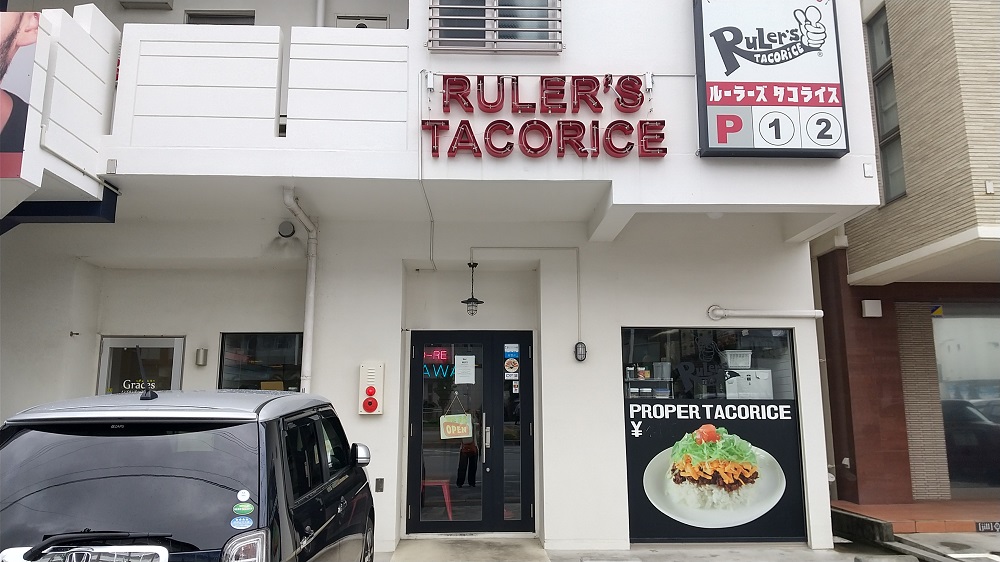 RULER'S
TACORICE
RuLer's
TACORiCE
ルーラーズ タコライス
P 1 2
Graces
OPEN
PROPER TACORICE
¥